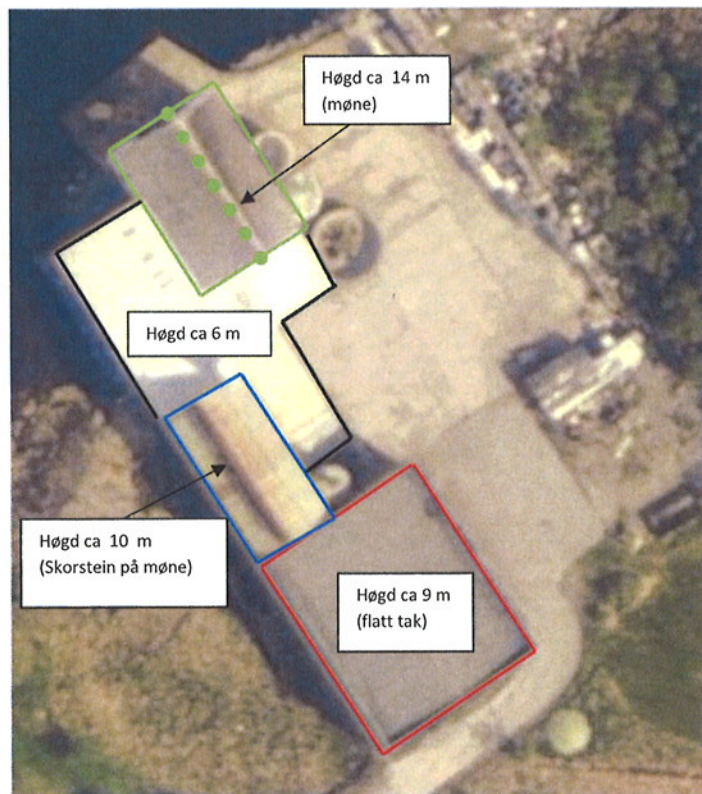 Høgd ca 14 m
(møne)
Høgd ca 6 m
Høgd ca 10 m
(Skorstein på møne)
Høgd ca 9 m
(flatt tak)